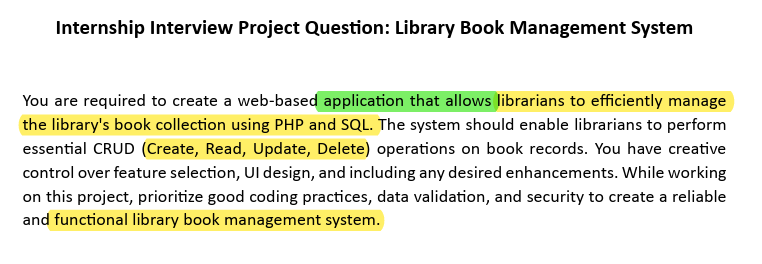 Internship Interview Project Question: Library Book Management System
You are required to create a web-based application that allows librarians to efficiently manage
the library's book collection using PHP and SQL. The system should enable librarians to perform
essential CRUD (Create, Read, Update, Delete) operations on book records. You have creative
control over feature selection, UI design, and including any desired enhancements. While working
on this project, prioritize good coding practices, data validation, and security to create a reliable
and functional library book management system.